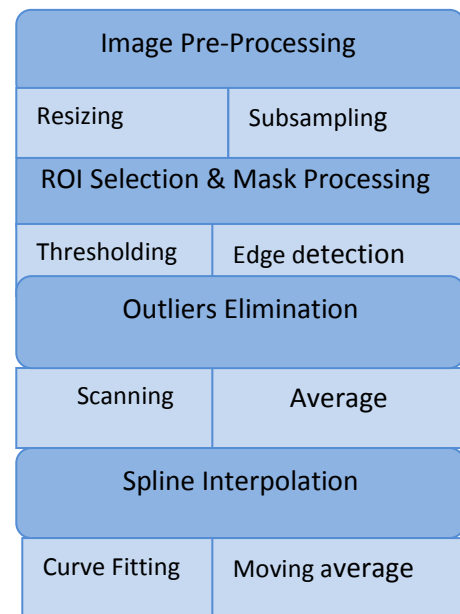 Image Pre-Processing
Resizing Subsampling
ROI Selection & Mask Processing
Thresholding Edge detection
Outliers Elimination
Scanning Average
Spline Interpolation
Curve Fitting Moving average